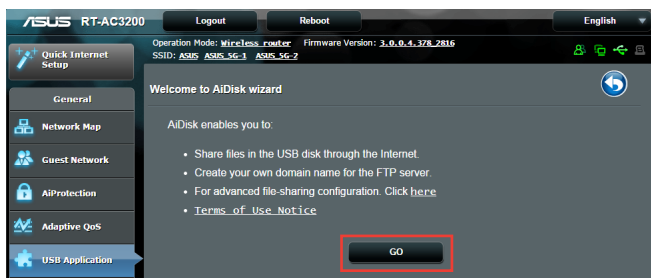 ASUS RT-AC3200 Logout Reboot English
Quick Internet Setup
Operation Mode: Wireless router Firmware Version: 3.0.0.4.378_2816
SSID: ASUS ASUS_5G-1 ASUS_5G-2
General
Network Map
Guest Network
AiProtection
Adaptive QoS
USB Application
Welcome to AiDisk wizard
AiDisk enables you to:
• Share files in the USB disk through the Internet.
• Create your own domain name for the FTP server.
• For advanced file-sharing configuration. Click here
• Terms of Use Notice
GO